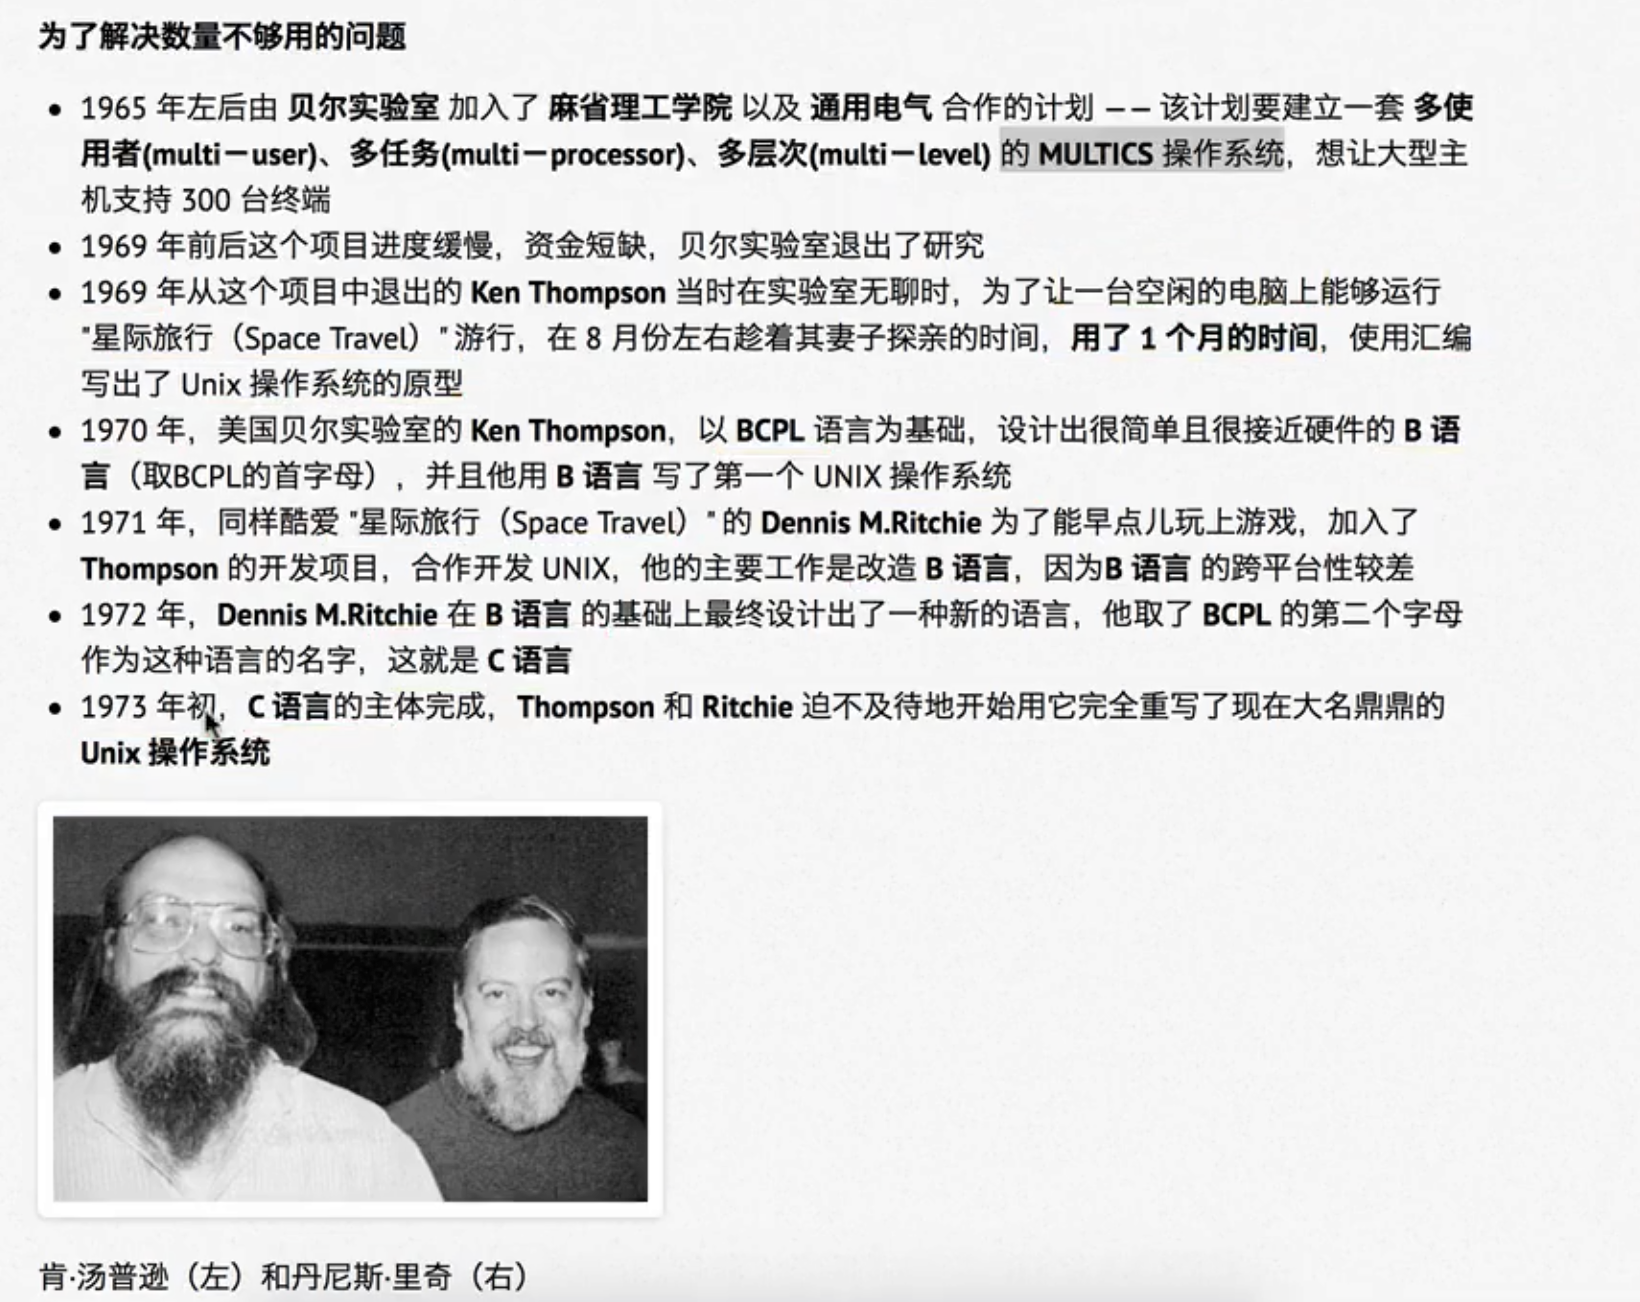 为了解决数量不够用的问题
• 1965 年左后由 贝尔实验室 加入了 麻省理工学院 以及 通用电气 合作的计划 —— 该计划要建立一套 多使
用者(multi－user)、多任务(multi－processor)、多层次(multi－level) 的 MULTICS 操作系统，想让大型主
机支持 300 台终端
• 1969 年前后这个项目进度缓慢，资金短缺，贝尔实验室退出了研究
• 1969 年从这个项目中退出的 Ken Thompson 当时在实验室无聊时，为了让一台空闲的电脑上能够运行
"星际旅行（Space Travel）" 游行，在 8 月份左右趁着其妻子探亲的时间，用了 1 个月的时间，使用汇编
写出了 Unix 操作系统的原型
• 1970 年，美国贝尔实验室的 Ken Thompson，以 BCPL 语言为基础，设计出很简单且很接近硬件的 B 语
言（取BCPL的首字母），并且他用 B 语言 写了第一个 UNIX 操作系统
• 1971 年，同样酷爱 "星际旅行（Space Travel）" 的 Dennis M.Ritchie 为了能早点儿玩上游戏，加入了
Thompson 的开发项目，合作开发 UNIX，他的主要工作是改造 B 语言，因为B 语言 的跨平台性较差
• 1972 年，Dennis M.Ritchie 在 B 语言 的基础上最终设计出了一种新的语言，他取了 BCPL 的第二个字母
作为这种语言的名字，这就是 C 语言
• 1973 年初，C 语言的主体完成，Thompson 和 Ritchie 迫不及待地开始用它完全重写了现在大名鼎鼎的
Unix 操作系统
肯·汤普逊（左）和丹尼斯·里奇（右）